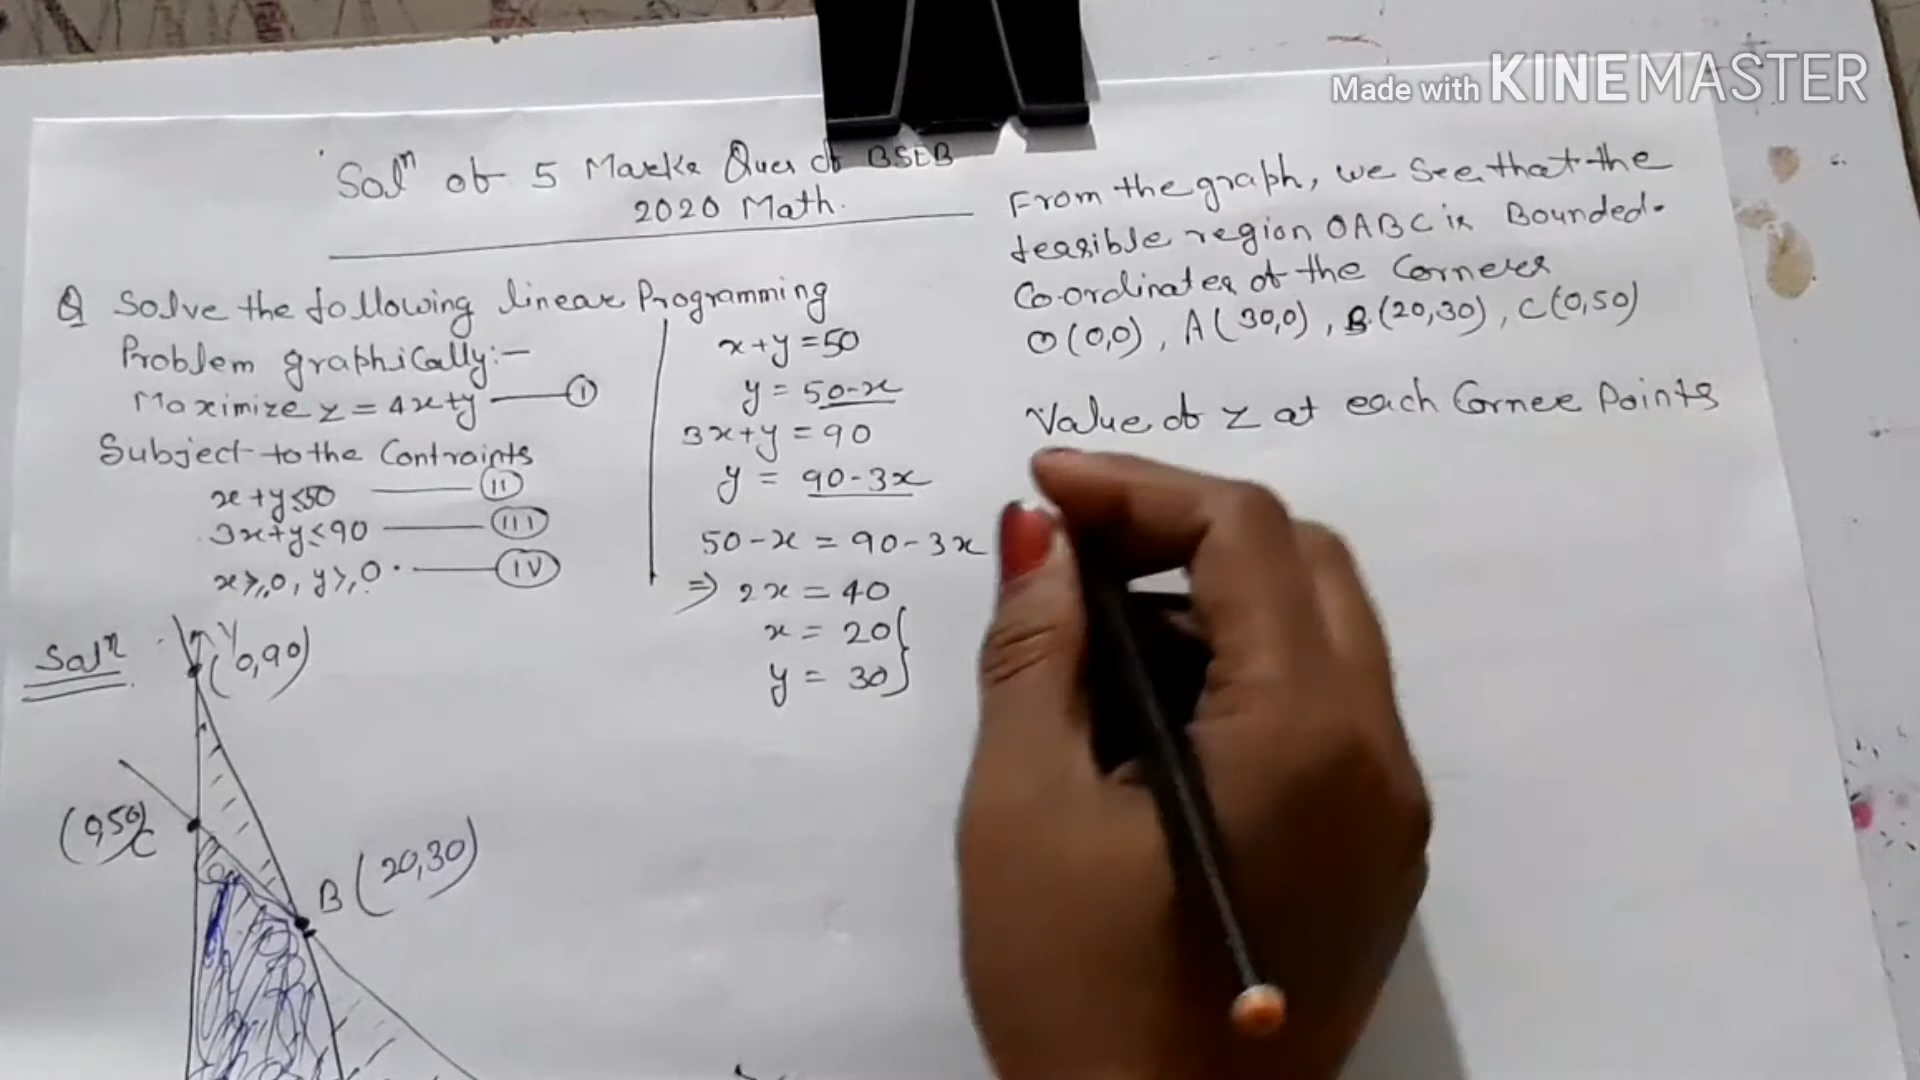 Made with KINEMASTER
Solⁿ of 5 Marks Ques of BSEB
2020 Math.
Q Solve the following linear Programming
Problem graphically:-
Maximize z = 4x+y —— I
Subject to the Contraints
x+y≤50 —— II
3x+y≤90 —— III
x≥0, y≥0. —— IV
x+y=50
y = 50-x
3x+y = 90
y = 90-3x
50-x = 90-3x
⇒ 2x = 40
x = 20
y = 30
Solⁿ
Y
(0,90)
(0,50) C
B (20,30)
From the graph, we see that the
feasible region OABC is Bounded.
Co-ordinates of the Corners
O(0,0), A(30,0), B(20,30), C(0,50)
Value of Z at each Corner Points